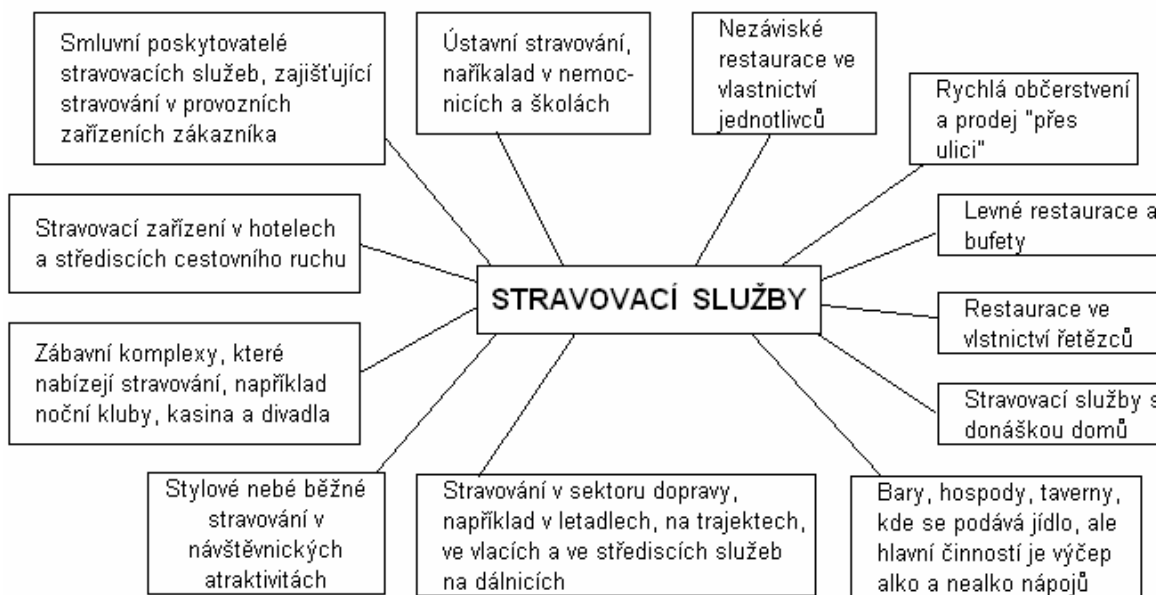 Smluvní poskytovatelé
stravovacích služeb, zajišťující
stravování v provozních
zařízeních zákazníka
Ústavní stravování,
naříkalad v nemoc-
nicích a školách
Nezáviské
restaurace ve
vlastnictví
jednotlivců
Rychlá občerstvení
a prodej "přes
ulici"
Stravovací zařízení v hotelech
a střediscích cestovního ruchu
Levné restaurace a
bufety
STRAVOVACÍ SLUŽBY
Restaurace ve
vlstnictví řetězců
Zábavní komplexy, které
nabízejí stravování, například
noční kluby, kasina a divadla
Stravovací služby s
donáškou domů
Stylové nebé běžné
stravování v
návštěvnických
atraktivitách
Stravování v sektoru dopravy,
například v letadlech, na trajektech,
ve vlacích a ve střediscích služeb
na dálnicích
Bary, hospody, taverny,
kde se podává jídlo, ale
hlavní činností je výčep
alko a nealko nápojů